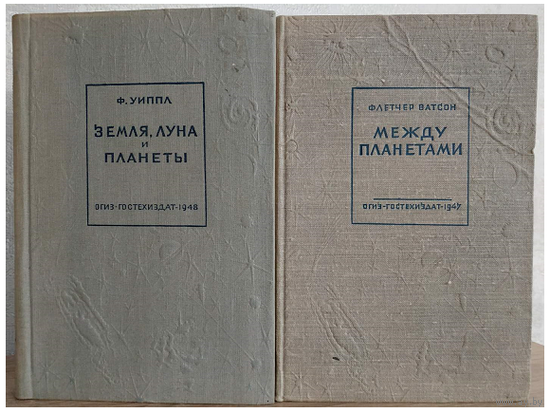 Ф. УИППЛ
ЗЕМЛЯ, ЛУНА
И
ПЛАНЕТЫ
ОГИЗ-ГОСТЕХИЗДАТ-1948
ФЛЕТЧЕР ВАТСОН
МЕЖДУ
ПЛАНЕТАМИ
ОГИЗ-ГОСТЕХИЗДАТ-1947